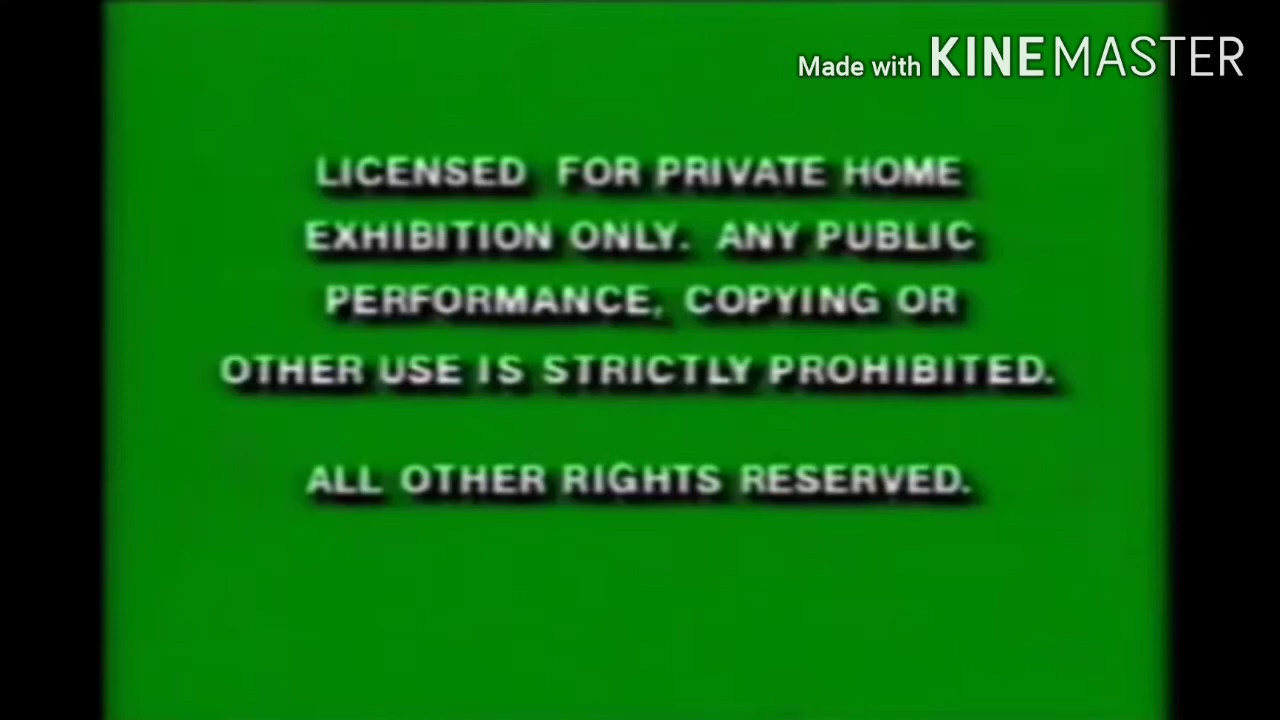 Made with KINEMASTER
LICENSED FOR PRIVATE HOME
EXHIBITION ONLY. ANY PUBLIC
PERFORMANCE, COPYING OR
OTHER USE IS STRICTLY PROHIBITED.
ALL OTHER RIGHTS RESERVED.